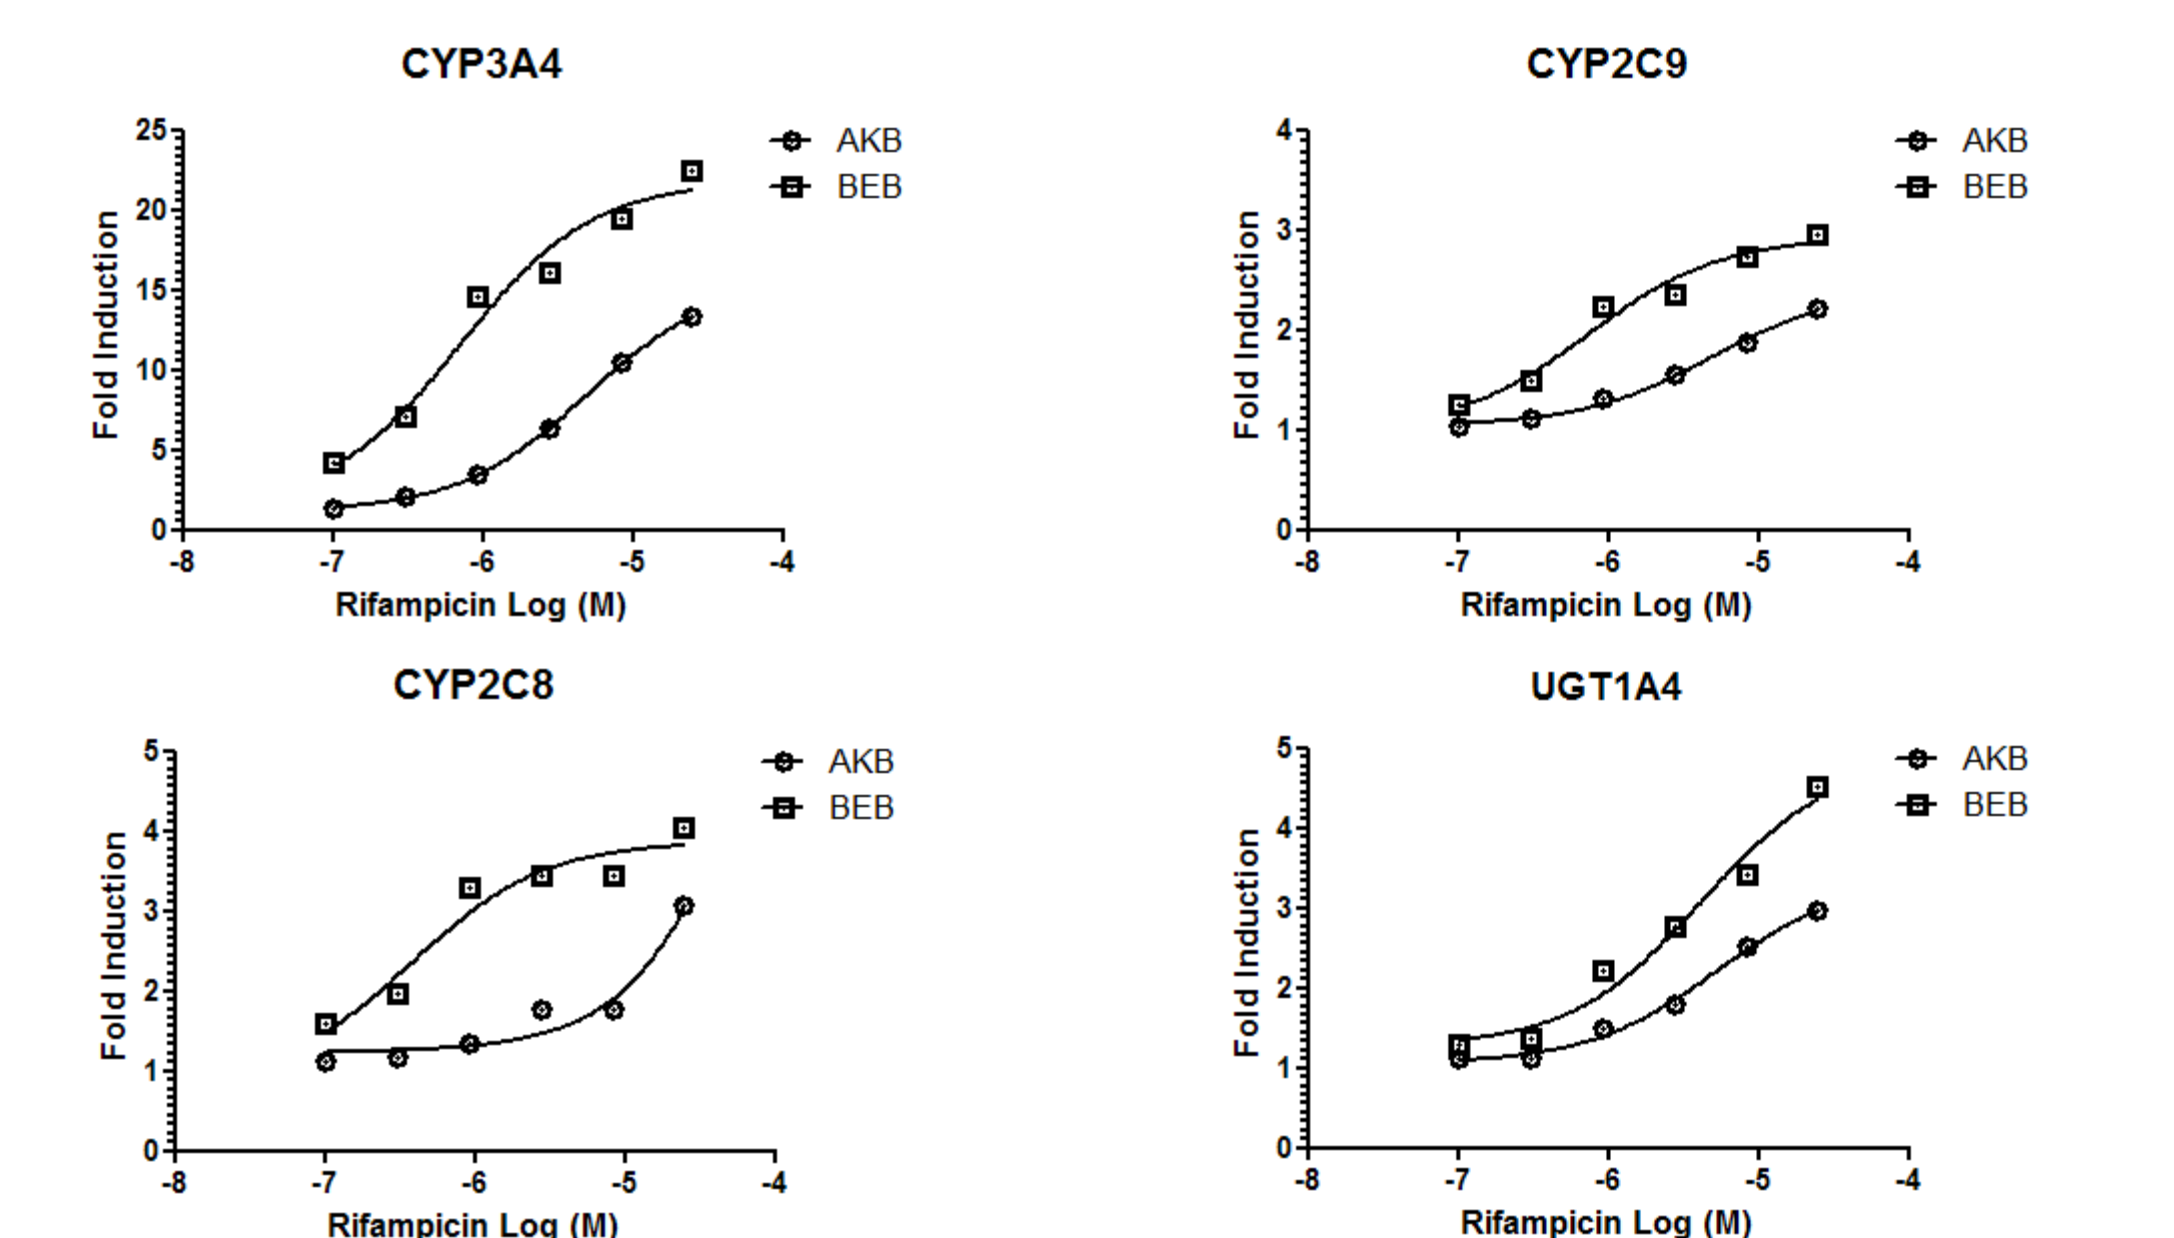 CYP3A4
25
20
15
10
5
0
Fold Induction
-8 -7 -6 -5 -4
Rifampicin Log (M)
AKB
BEB
CYP2C9
4
3
2
1
0
Fold Induction
-8 -7 -6 -5 -4
Rifampicin Log (M)
AKB
BEB
CYP2C8
5
4
3
2
1
0
Fold Induction
-8 -7 -6 -5 -4
Rifampicin Log (M)
AKB
BEB
UGT1A4
5
4
3
2
1
0
Fold Induction
-8 -7 -6 -5 -4
Rifampicin Log (M)
AKB
BEB